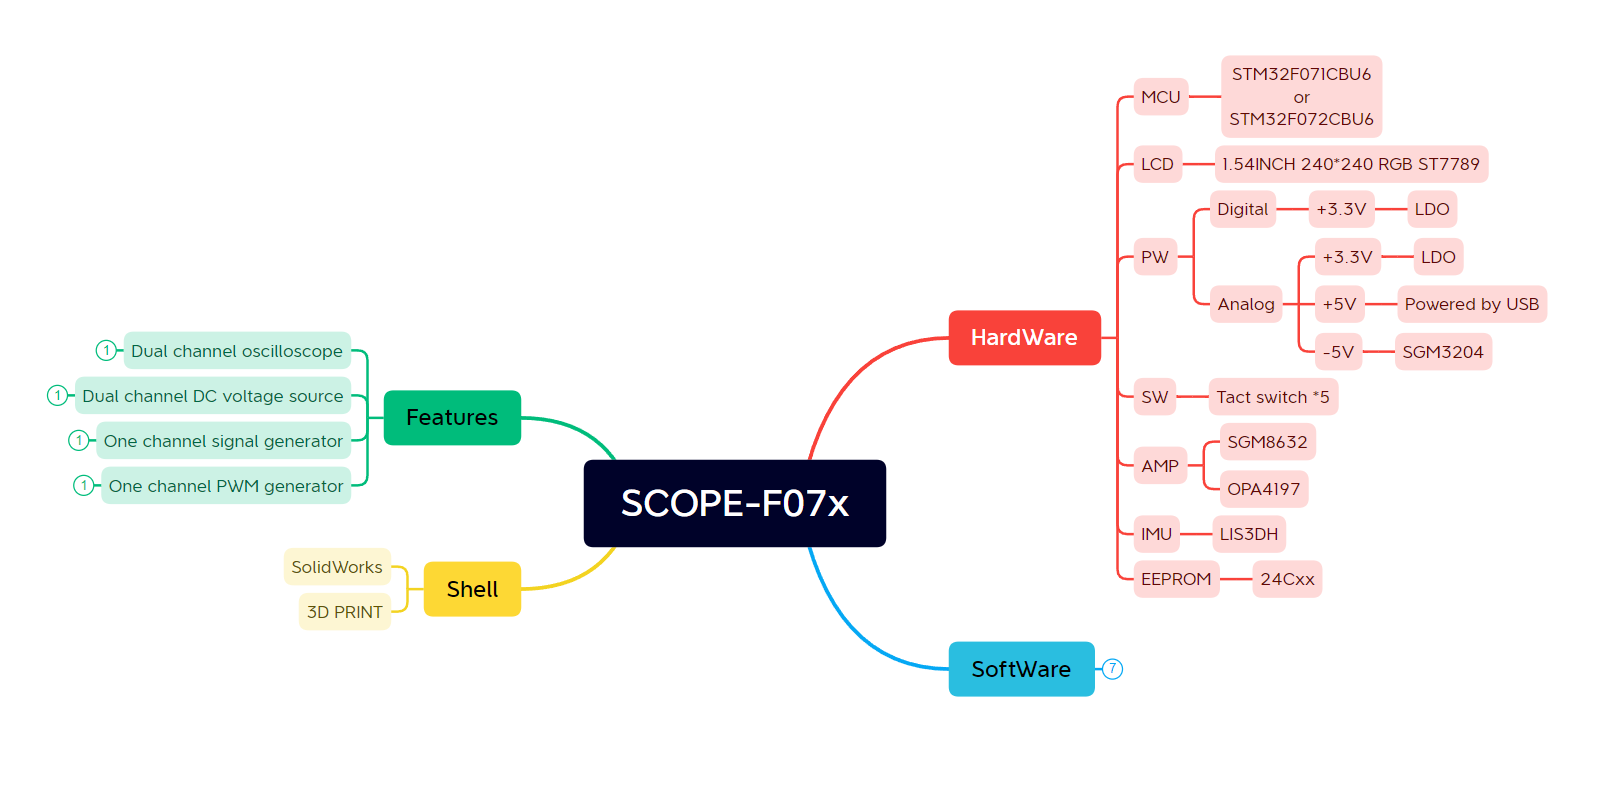 SCOPE-F07x
HardWare
MCU
STM32F071CBU6
or
STM32F072CBU6
LCD
1.54INCH 240*240 RGB ST7789
PW
Digital
+3.3V
LDO
Analog
+3.3V
LDO
+5V
Powered by USB
-5V
SGM3204
SW
Tact switch *5
AMP
SGM8632
OPA4197
IMU
LIS3DH
EEPROM
24Cxx
SoftWare
7
Features
Dual channel oscilloscope
1
Dual channel DC voltage source
1
One channel signal generator
1
One channel PWM generator
1
Shell
SolidWorks
3D PRINT